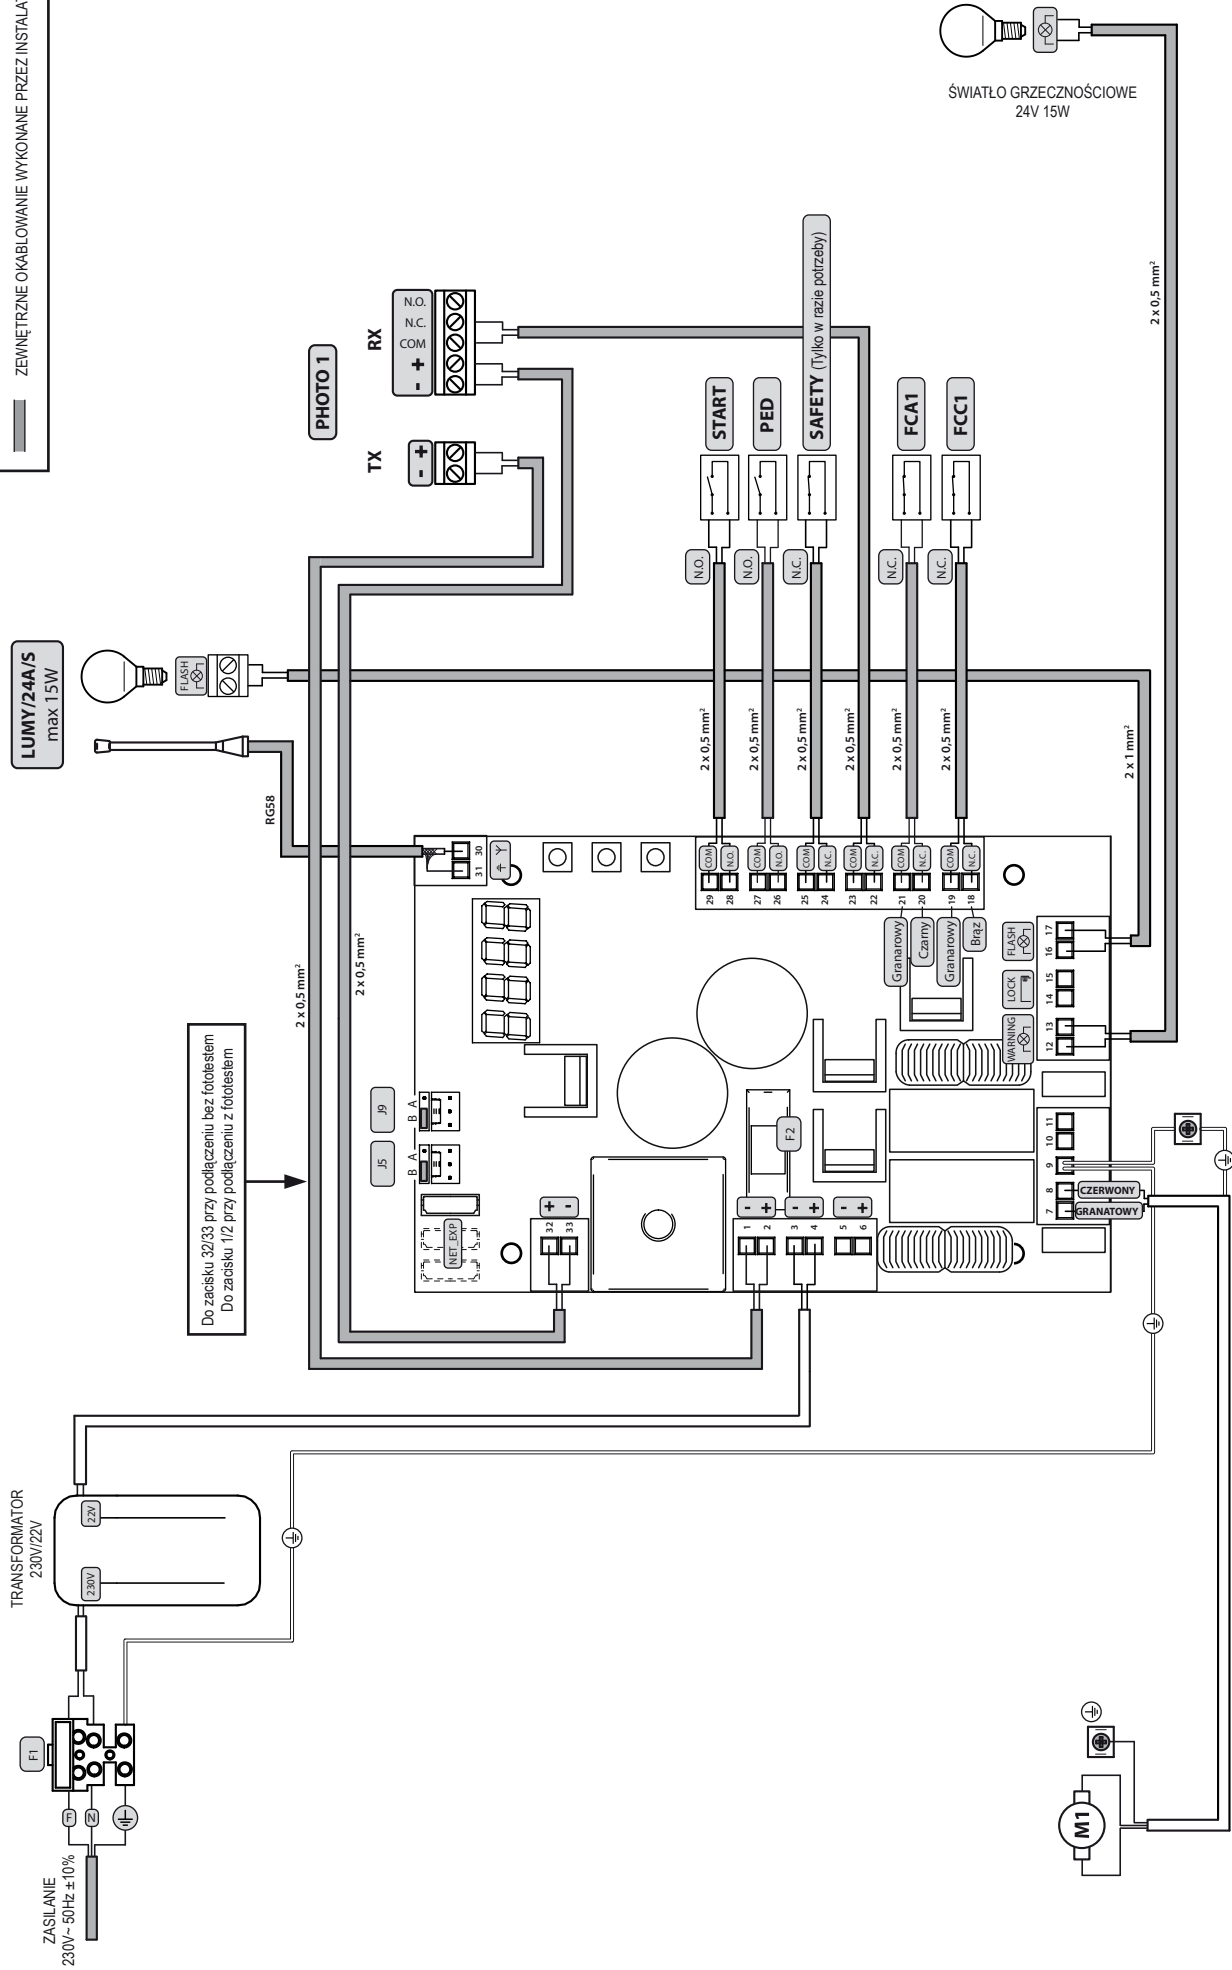 ZEWNĘTRZNE OKABLOWANIE WYKONANE PRZEZ INSTALAT
ŚWIATŁO GRZECZNOŚCIOWE
24V 15W
LUMY/24A/S
max 15W
FLASH
RG58
PHOTO 1
TX
- +
RX
- + COM N.C. N.O.
2 x 0,5 mm²
2 x 0,5 mm²
Do zacisku 32/33 przy podłączeniu bez fototestem
Do zacisku 1/2 przy podłączeniu z fototestem
START
PED
SAFETY (Tylko w razie potrzeby)
FCA1
FCC1
N.O.
N.O.
N.C.
N.C.
N.C.
2 x 0,5 mm²
2 x 0,5 mm²
2 x 0,5 mm²
2 x 0,5 mm²
2 x 0,5 mm²
2 x 0,5 mm²
2 x 1 mm²
2 x 0,5 mm²
31 30
J5
B A
J9
B A
NET_EXP
32 +
33 -
F2
1 -
2 +
3 -
4 +
5 -
6 +
29 COM
28 N.O.
27 COM
26 N.O.
25 COM
24 N.C.
23 COM
22 N.C.
21 COM
20 N.C.
19 COM
18 N.C.
Granarowy
Czarny
Granarowy
Brąz
WARNING
LOCK
FLASH
12 13 14 15 16 17
7 8 9 10 11
CZERWONY
GRANATOWY
TRANSFORMATOR
230V/22V
230V
22V
F1
F
N
ZASILANIE
230V~ 50Hz ±10%
M1